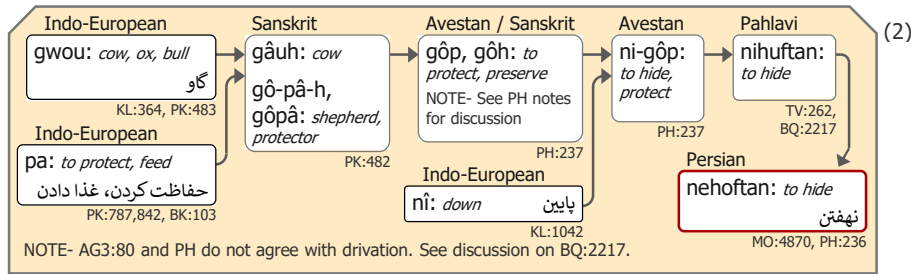 (2)
Indo-European
gwou: cow, ox, bull
گاو
KL:364, PK:483
Indo-European
pa: to protect, feed
حفاظت کردن، غذا دادن
PK:787,842, BK:103
Sanskrit
gâuh: cow
gô-pâ-h,
gôpâ: shepherd,
protector
PK:482
Avestan / Sanskrit
gôp, gôh: to
protect, preserve
NOTE- See PH notes
for discussion
PH:237
Indo-European
nî: down پایین
KL:1042
Avestan
ni-gôp:
to hide,
protect
PH:237
Pahlavi
nihuftan:
to hide
TV:262,
BQ:2217
Persian
nehoftan: to hide
نهفتن
MO:4870, PH:236
NOTE- AG3:80 and PH do not agree with drivation. See discussion on BQ:2217.